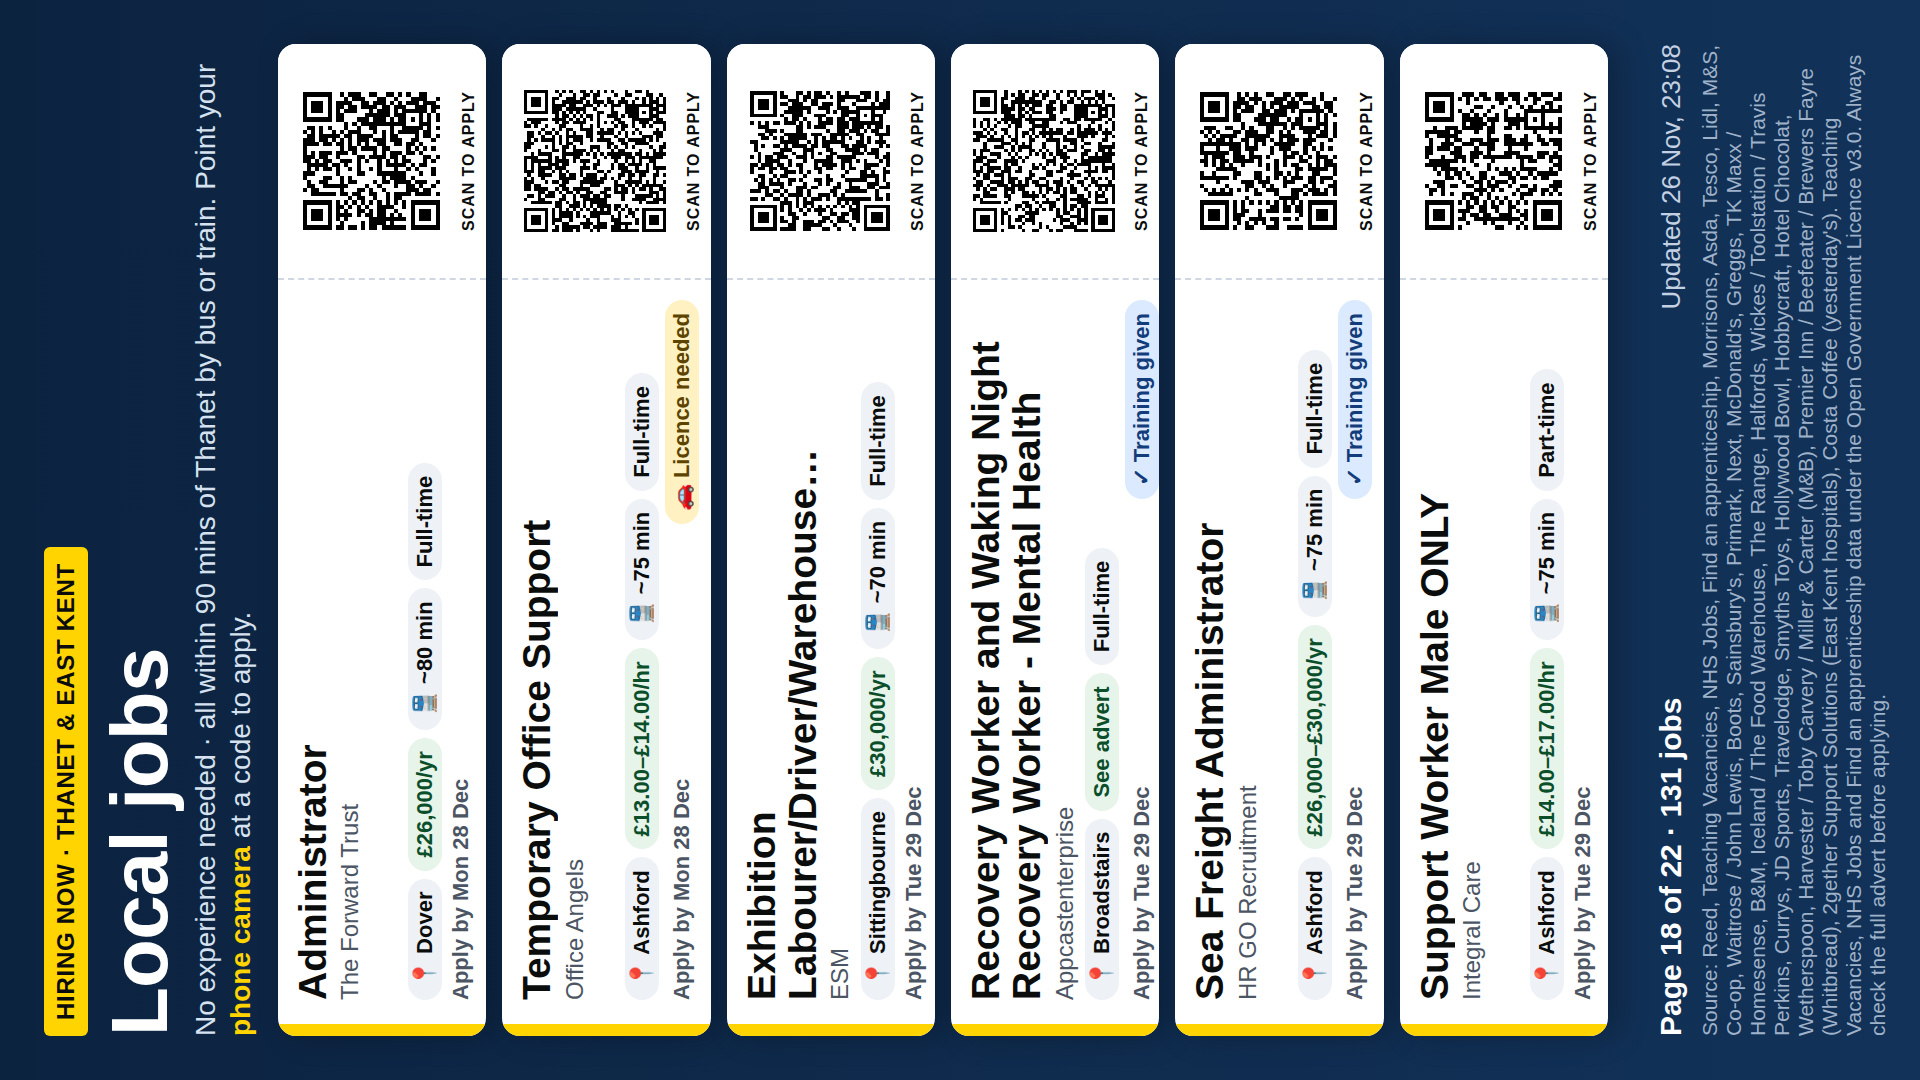 HIRING NOW · THANET & EAST KENT
Local jobs
No experience needed · all within 90 mins of Thanet by bus or train. Point your
phone camera at a code to apply.
Administrator
The Forward Trust
Dover
£26,000/yr
~80 min
Full-time
Apply by Mon 28 Dec
SCAN TO APPLY
Temporary Office Support
Office Angels
Ashford
£13.00–£14.00/hr
~75 min
Full-time
Apply by Mon 28 Dec
Licence needed
SCAN TO APPLY
Exhibition
Labourer/Driver/Warehouse…
ESM
Sittingbourne
£30,000/yr
~70 min
Full-time
Apply by Tue 29 Dec
SCAN TO APPLY
Recovery Worker and Waking Night
Recovery Worker - Mental Health
Appcastenterprise
Broadstairs
See advert
Full-time
Apply by Tue 29 Dec
✓ Training given
SCAN TO APPLY
Sea Freight Administrator
HR GO Recruitment
Ashford
£26,000–£30,000/yr
~75 min
Full-time
Apply by Tue 29 Dec
✓ Training given
SCAN TO APPLY
Support Worker Male ONLY
Integral Care
Ashford
£14.00–£17.00/hr
~75 min
Part-time
Apply by Tue 29 Dec
SCAN TO APPLY
Page 18 of 22 · 131 jobs
Updated 26 Nov, 23:08
Source: Reed, Teaching Vacancies, NHS Jobs, Find an apprenticeship, Morrisons, Asda, Tesco, Lidl, M&S,
Co-op, Waitrose / John Lewis, Boots, Sainsbury's, Primark, Next, McDonald's, Greggs, TK Maxx /
Homesense, B&M, Iceland / The Food Warehouse, The Range, Halfords, Wickes / Toolstation / Travis
Perkins, Currys, JD Sports, Travelodge, Smyths Toys, Hollywood Bowl, Hobbycraft, Hotel Chocolat,
Wetherspoon, Harvester / Toby Carvery / Miller & Carter (M&B), Premier Inn / Beefeater / Brewers Fayre
(Whitbread), 2gether Support Solutions (East Kent hospitals), Costa Coffee (yesterday's). Teaching
Vacancies, NHS Jobs and Find an apprenticeship data under the Open Government Licence v3.0. Always
check the full advert before applying.